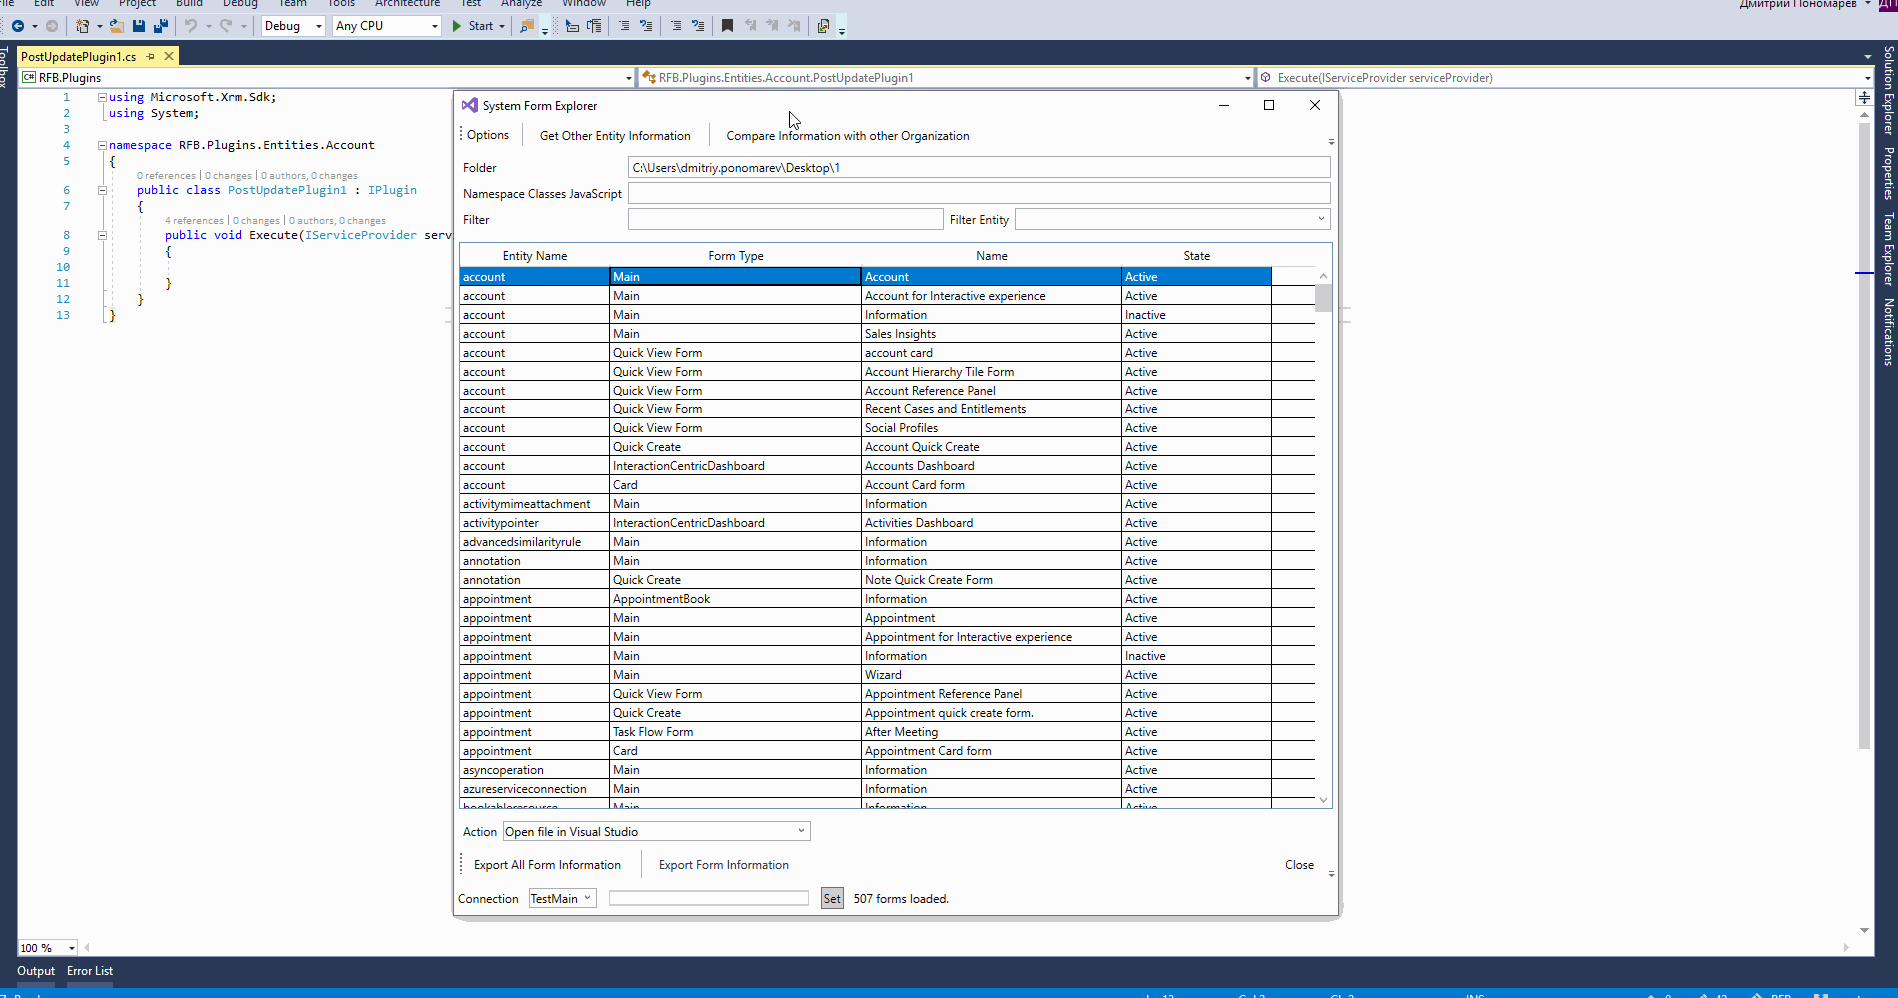 File Edit View Project Build Debug Team Tools Architecture Test Analyze Window Help
Дмитрий Пономарев
ДП
Debug Any CPU Start
Toolbox
PostUpdatePlugin1.cs
C# RFB.Plugins RFB.Plugins.Entities.Account.PostUpdatePlugin1 Execute(IServiceProvider serviceProvider)
1 using Microsoft.Xrm.Sdk;
2 using System;
3
4 namespace RFB.Plugins.Entities.Account
5 {
0 references | 0 changes | 0 authors, 0 changes
6 public class PostUpdatePlugin1 : IPlugin
7 {
4 references | 0 changes | 0 authors, 0 changes
8 public void Execute(IServiceProvider serv
9 {
10
11 }
12 }
13 }
System Form Explorer
Options Get Other Entity Information Compare Information with other Organization
Folder C:\Users\dmitriy.ponomarev\Desktop\1
Namespace Classes JavaScript
Filter Filter Entity
Entity Name Form Type Name State
account Main Account Active
account Main Account for Interactive experience Active
account Main Information Inactive
account Main Sales Insights Active
account Quick View Form account card Active
account Quick View Form Account Hierarchy Tile Form Active
account Quick View Form Account Reference Panel Active
account Quick View Form Recent Cases and Entitlements Active
account Quick View Form Social Profiles Active
account Quick Create Account Quick Create Active
account InteractionCentricDashboard Accounts Dashboard Active
account Card Account Card form Active
activitymimeattachment Main Information Active
activitypointer InteractionCentricDashboard Activities Dashboard Active
advancedsimilarityrule Main Information Active
annotation Main Information Active
annotation Quick Create Note Quick Create Form Active
appointment AppointmentBook Information Active
appointment Main Appointment Active
appointment Main Appointment for Interactive experience Active
appointment Main Information Inactive
appointment Main Wizard Active
appointment Quick View Form Appointment Reference Panel Active
appointment Quick Create Appointment quick create form. Active
appointment Task Flow Form After Meeting Active
appointment Card Appointment Card form Active
asyncoperation Main Information Active
azureserviceconnection Main Information Active
bookableresource Main Information Active
Action Open file in Visual Studio
Export All Form Information Export Form Information Close
Connection TestMain Set 507 forms loaded.
Solution Explorer
Properties
Team Explorer
Notifications
100 %
Output Error List